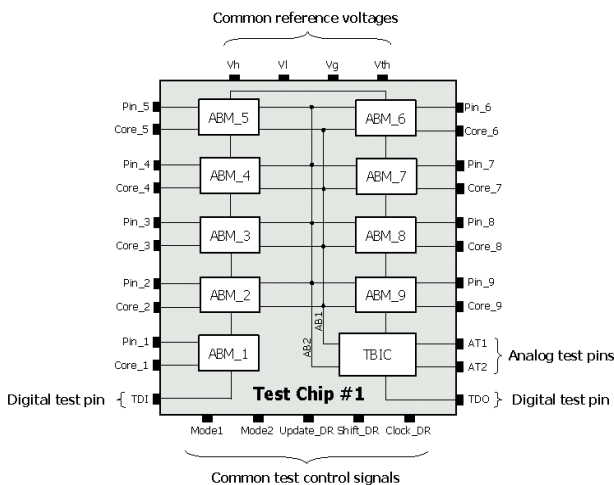 Common reference voltages
Vh Vl Vg Vth
Pin_5 ABM_5 ABM_6 Pin_6
Core_5 Core_6
Pin_4 ABM_4 ABM_7 Pin_7
Core_4 Core_7
Pin_3 ABM_3 ABM_8 Pin_8
Core_3 Core_8
Pin_2 ABM_2 ABM_9 Pin_9
Core_2 Core_9
Pin_1 ABM_1 AB2 AB1 TBIC AT1
Core_1 AT2
Analog test pins
Digital test pin TDI Test Chip #1 TDO Digital test pin
Mode1 Mode2 Update_DR Shift_DR Clock_DR
Common test control signals